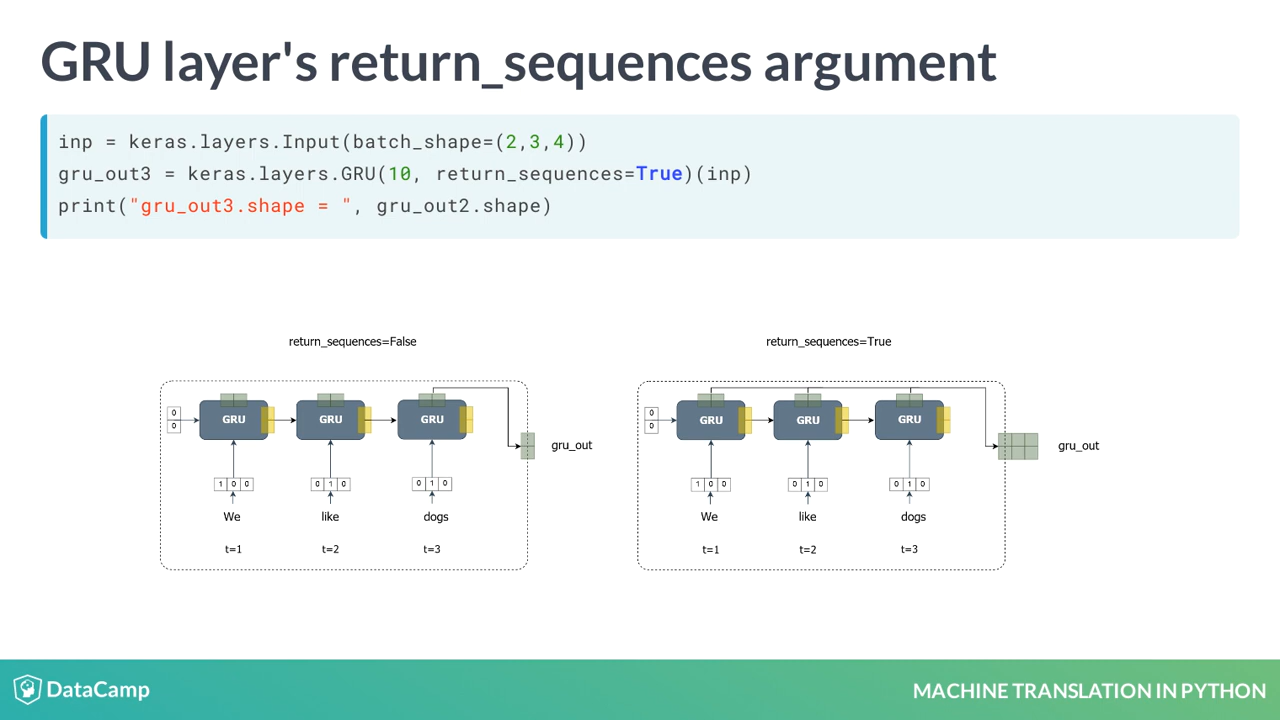 GRU layer's return_sequences argument
inp = keras.layers.Input(batch_shape=(2,3,4))
gru_out3 = keras.layers.GRU(10, return_sequences=True)(inp)
print("gru_out3.shape = ", gru_out2.shape)
return_sequences=False
0
0
GRU
GRU
GRU
gru_out
1 0 0
0 1 0
0 1 0
We
like
dogs
t=1
t=2
t=3
return_sequences=True
0
0
GRU
GRU
GRU
gru_out
1 0 0
0 1 0
0 1 0
We
like
dogs
t=1
t=2
t=3
DataCamp
MACHINE TRANSLATION IN PYTHON